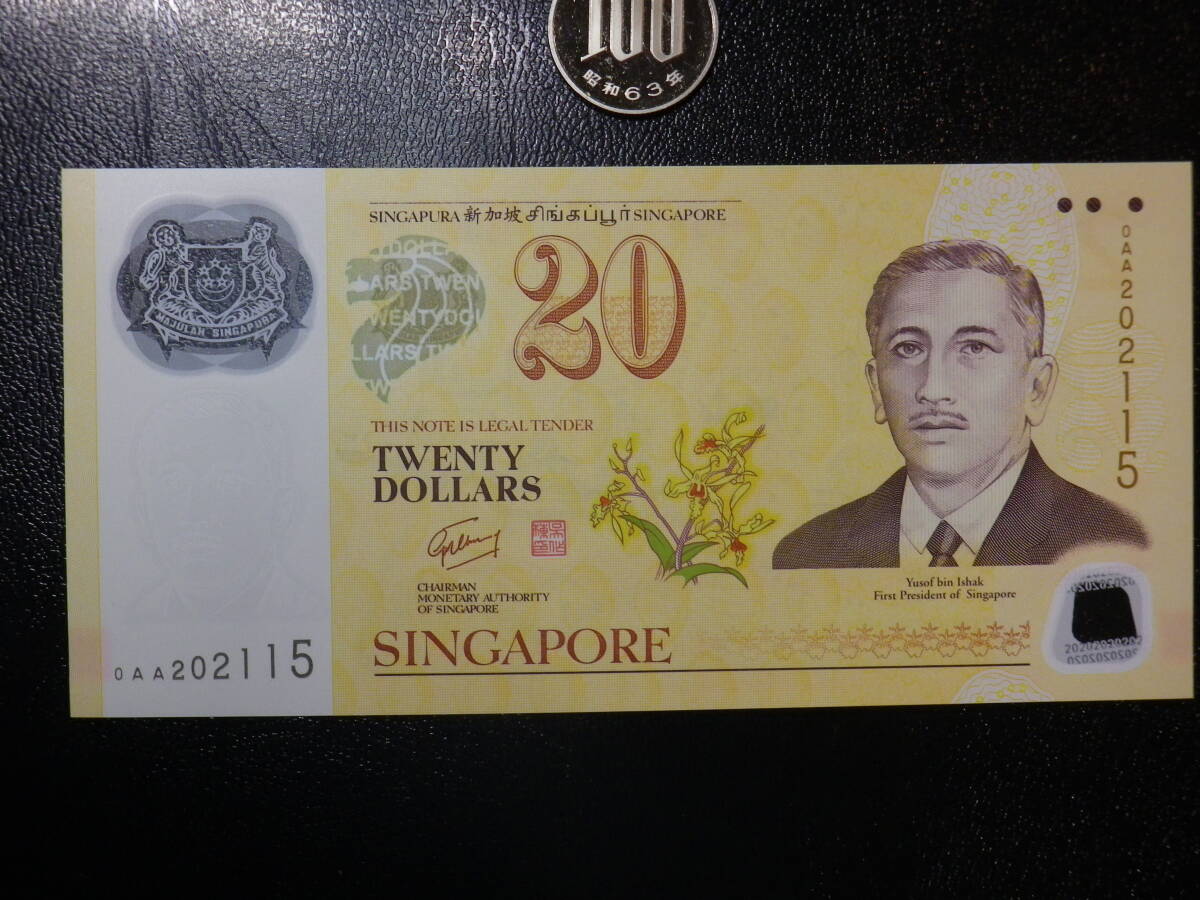 100
昭和63年
SINGAPURA 新加坡 சிங்கப்பூர் SINGAPORE
MAJULAH SINGAPURA
20
THIS NOTE IS LEGAL TENDER
TWENTY
DOLLARS
CHAIRMAN
MONETARY AUTHORITY
OF SINGAPORE
SINGAPORE
0AA202115
0AA202115
Yusof bin Ishak
First President of Singapore